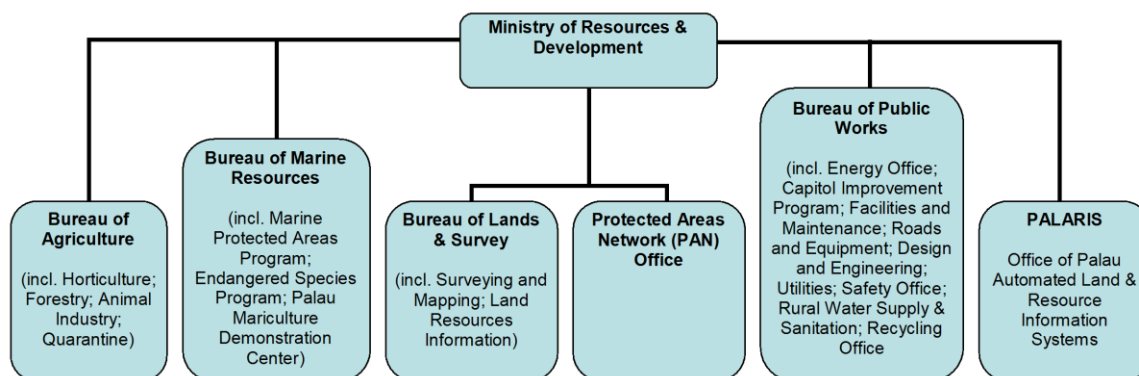 Ministry of Resources &
Development
Bureau of
Agriculture
(incl. Horticulture;
Forestry; Animal
Industry;
Quarantine)
Bureau of Marine
Resources
(incl. Marine
Protected Areas
Program;
Endangered Species
Program; Palau
Mariculture
Demonstration
Center)
Bureau of Lands
& Survey
(incl. Surveying and
Mapping; Land
Resources
Information)
Protected Areas
Network (PAN)
Office
Bureau of Public
Works
(incl. Energy Office;
Capitol Improvement
Program; Facilities and
Maintenance; Roads
and Equipment; Design
and Engineering;
Utilities; Safety Office;
Rural Water Supply &
Sanitation; Recycling
Office
PALARIS
Office of Palau
Automated Land &
Resource
Information
Systems